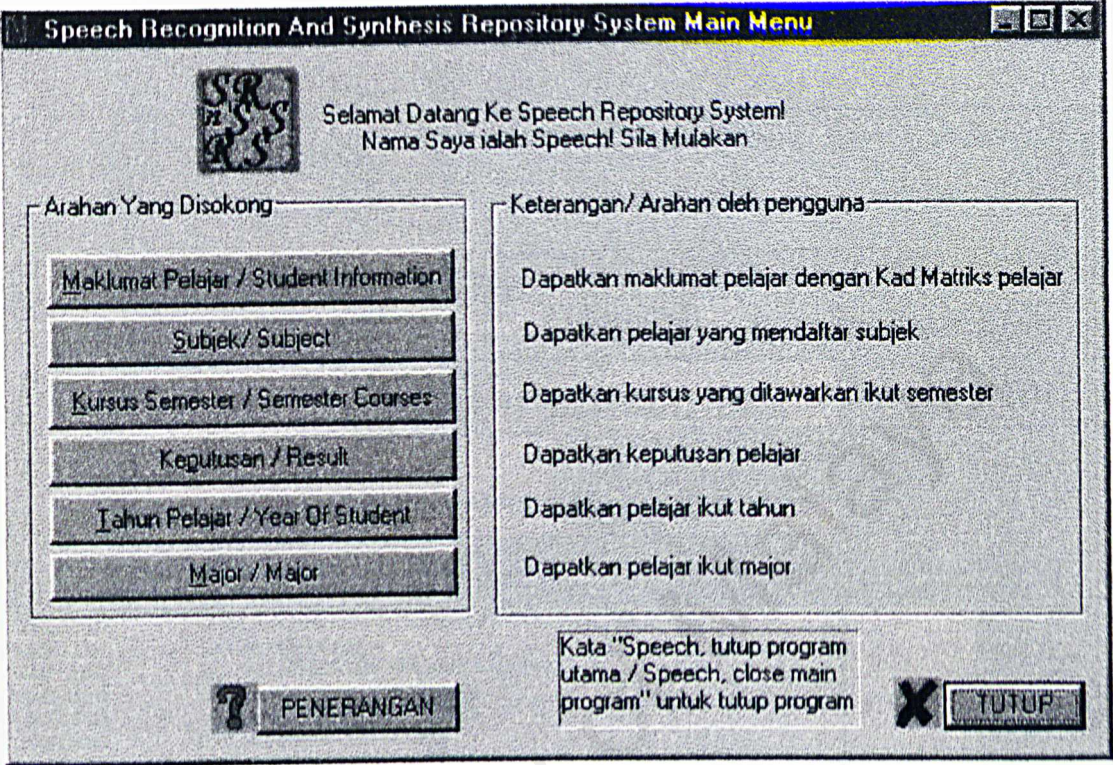 Speech Recognition And Synthesis Repository System Main Menu
SR
n S S
RS
Selamat Datang Ke Speech Repository System!
Nama Saya ialah Speech! Sila Mulakan
Arahan Yang Disokong
Maklumat Pelajar / Student Information
Subjek/ Subject
Kursus Semester / Semester Courses
Keputusan / Result
Tahun Pelajar / Year Of Student
Major / Major
Keterangan/ Arahan oleh pengguna
Dapatkan maklumat pelajar dengan Kad Matriks pelajar
Dapatkan pelajar yang mendaftar subjek
Dapatkan kursus yang ditawarkan ikut semester
Dapatkan keputusan pelajar
Dapatkan pelajar ikut tahun
Dapatkan pelajar ikut major
? PENERANGAN
Kata "Speech, tutup program
utama / Speech, close main
program" untuk tutup program
TUTUP